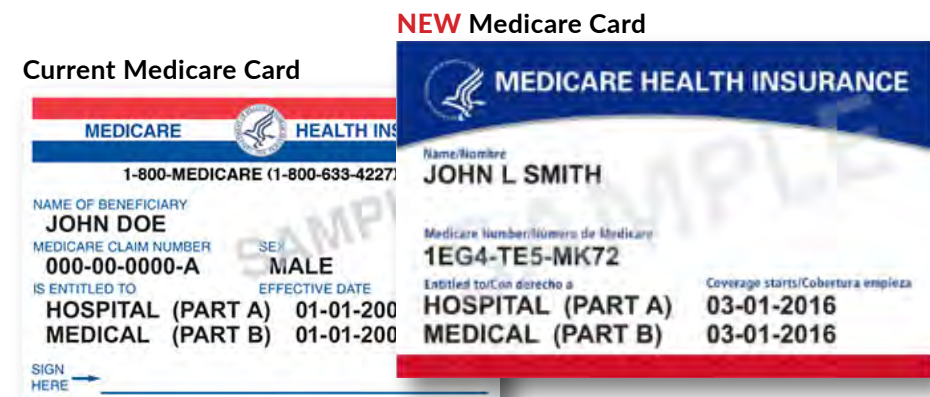 NEW Medicare Card
Current Medicare Card
MEDICARE HEALTH
1-800-MEDICARE (1-800-633-4227)
NAME OF BENEFICIARY
JOHN DOE
MEDICARE CLAIM NUMBER SEX
000-00-0000-A MALE
IS ENTITLED TO EFFECTIVE DATE
HOSPITAL (PART A) 01-01-200
MEDICAL (PART B) 01-01-200
SIGN
HERE
SAMPLE
MEDICARE HEALTH INSURANCE
Name/Nombre
JOHN L SMITH
Medicare Number/Número de Medicare
1EG4-TE5-MK72
Entitled to/Con derecho a Coverage starts/Cobertura empieza
HOSPITAL (PART A) 03-01-2016
MEDICAL (PART B) 03-01-2016